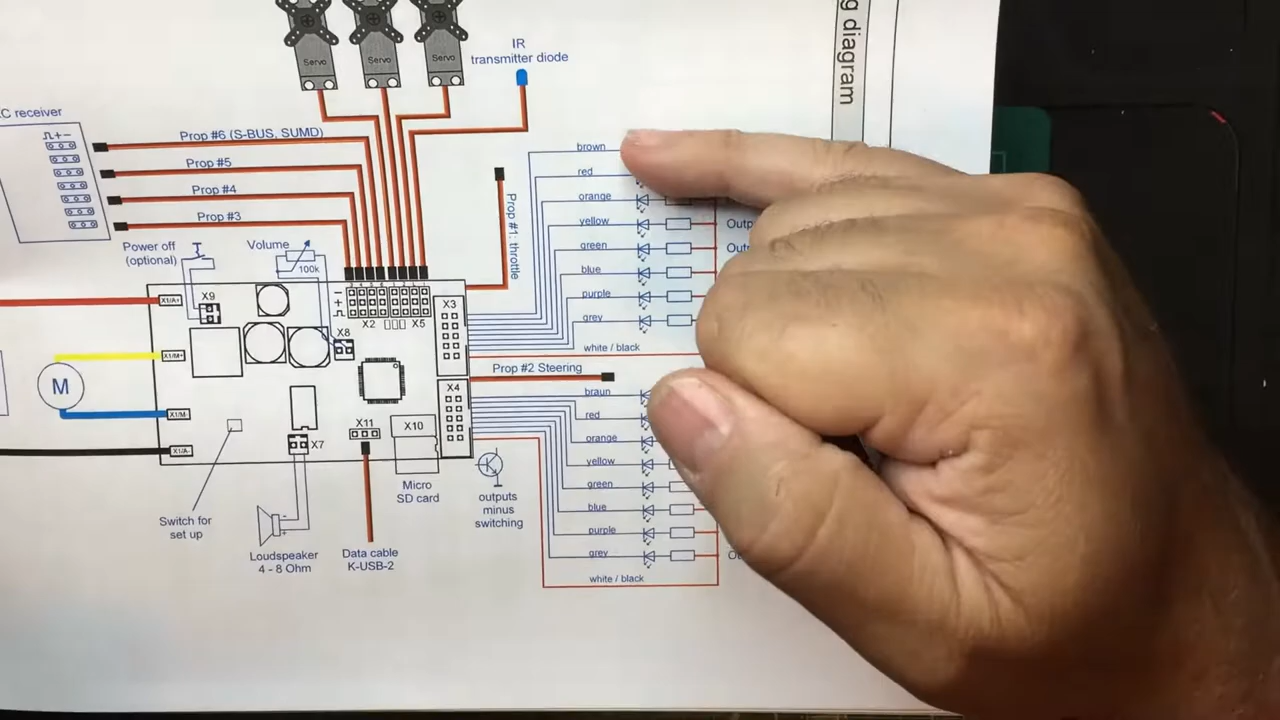 g diagram
Servo
Servo
Servo
IR
transmitter diode
C receiver
Prop #6 (S-BUS, SUMD)
Prop #5
Prop #4
Prop #3
Prop #1: throttle
brown
red
orange
yellow
green
blue
purple
grey
white / black
Outp
Outp
Power off
(optional)
Volume
100k
X9
X8
X2
X5
X3
X1/A+
X1/M+
X1/M-
X1/A-
M
Prop #2 Steering
X4
X7
X11
X10
braun
red
orange
yellow
green
blue
purple
grey
white / black
Micro
SD card
outputs
minus
switching
Switch for
set up
Loudspeaker
4 - 8 Ohm
Data cable
K-USB-2